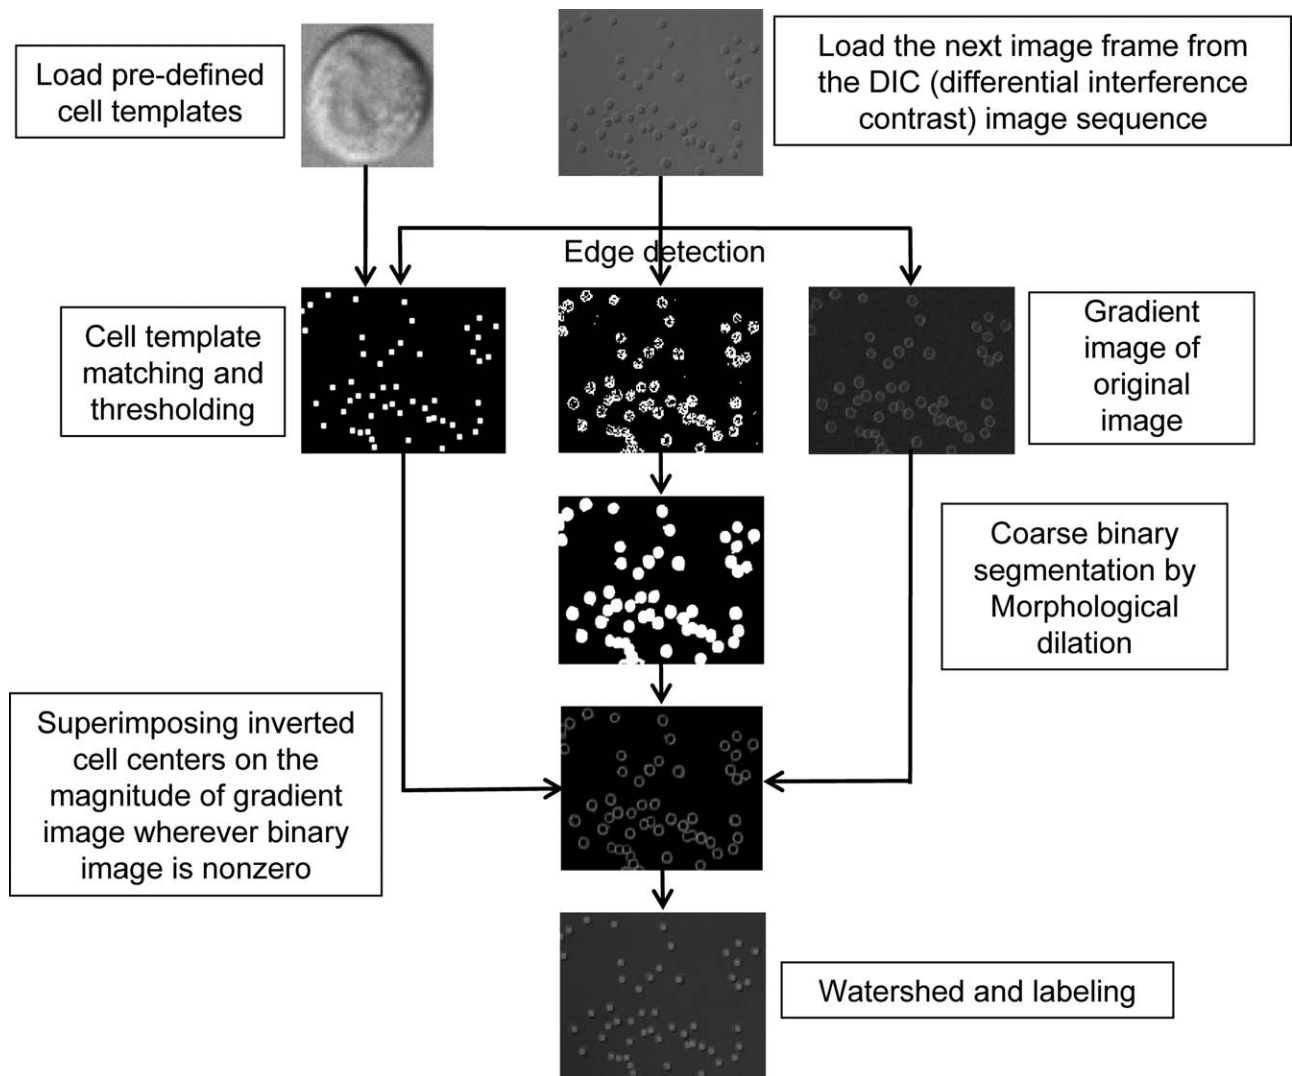 Load pre-defined
cell templates
Load the next image frame from
the DIC (differential interference
contrast) image sequence
Edge detection
Cell template
matching and
thresholding
Gradient
image of
original
image
Coarse binary
segmentation by
Morphological
dilation
Superimposing inverted
cell centers on the
magnitude of gradient
image wherever binary
image is nonzero
Watershed and labeling